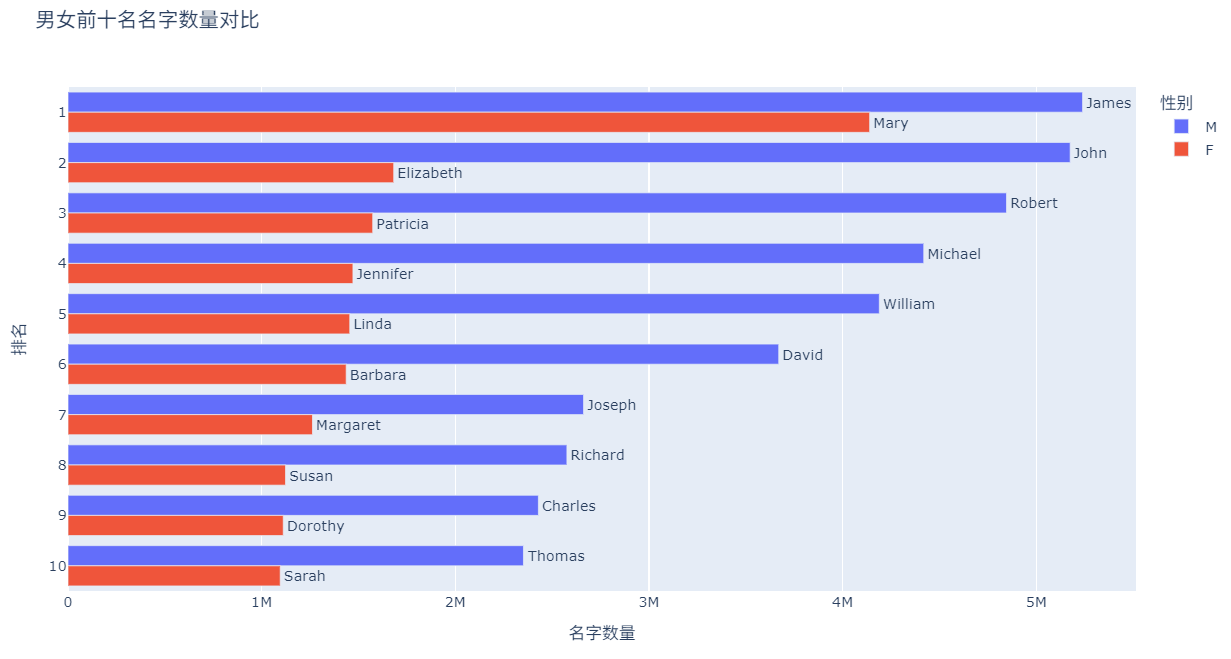 男女前十名名字数量对比
性别
M
F
排名
1
James
Mary
2
John
Elizabeth
3
Robert
Patricia
4
Michael
Jennifer
5
William
Linda
6
David
Barbara
7
Joseph
Margaret
8
Richard
Susan
9
Charles
Dorothy
10
Thomas
Sarah
0 1M 2M 3M 4M 5M
名字数量